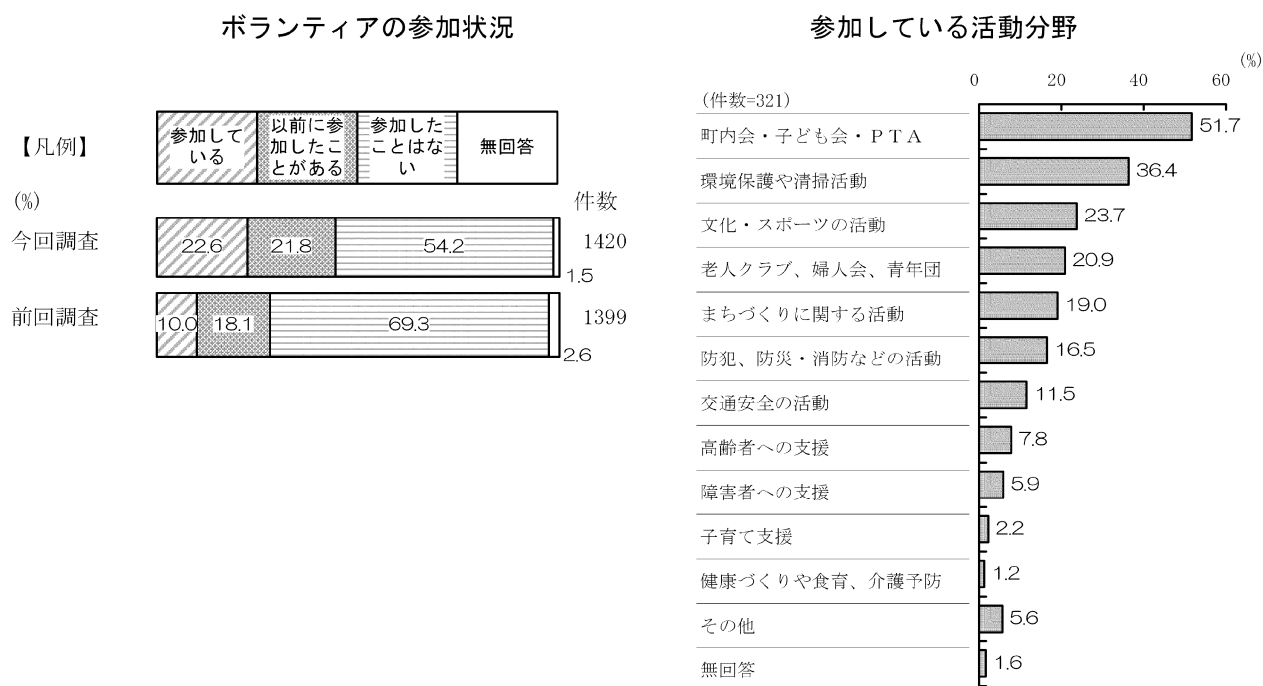 ボランティアの参加状況
【凡例】
参加して
いる
以前に参
加したこ
とがある
参加した
ことはな
い
無回答
(%)
件数
今回調査
22.6
21.8
54.2
1.5
1420
前回調査
10.0
18.1
69.3
2.6
1399
参加している活動分野
(%)
0 20 40 60
(件数=321)
町内会・子ども会・ＰＴＡ 51.7
環境保護や清掃活動 36.4
文化・スポーツの活動 23.7
老人クラブ、婦人会、青年団 20.9
まちづくりに関する活動 19.0
防犯、防災・消防などの活動 16.5
交通安全の活動 11.5
高齢者への支援 7.8
障害者への支援 5.9
子育て支援 2.2
健康づくりや食育、介護予防 1.2
その他 5.6
無回答 1.6